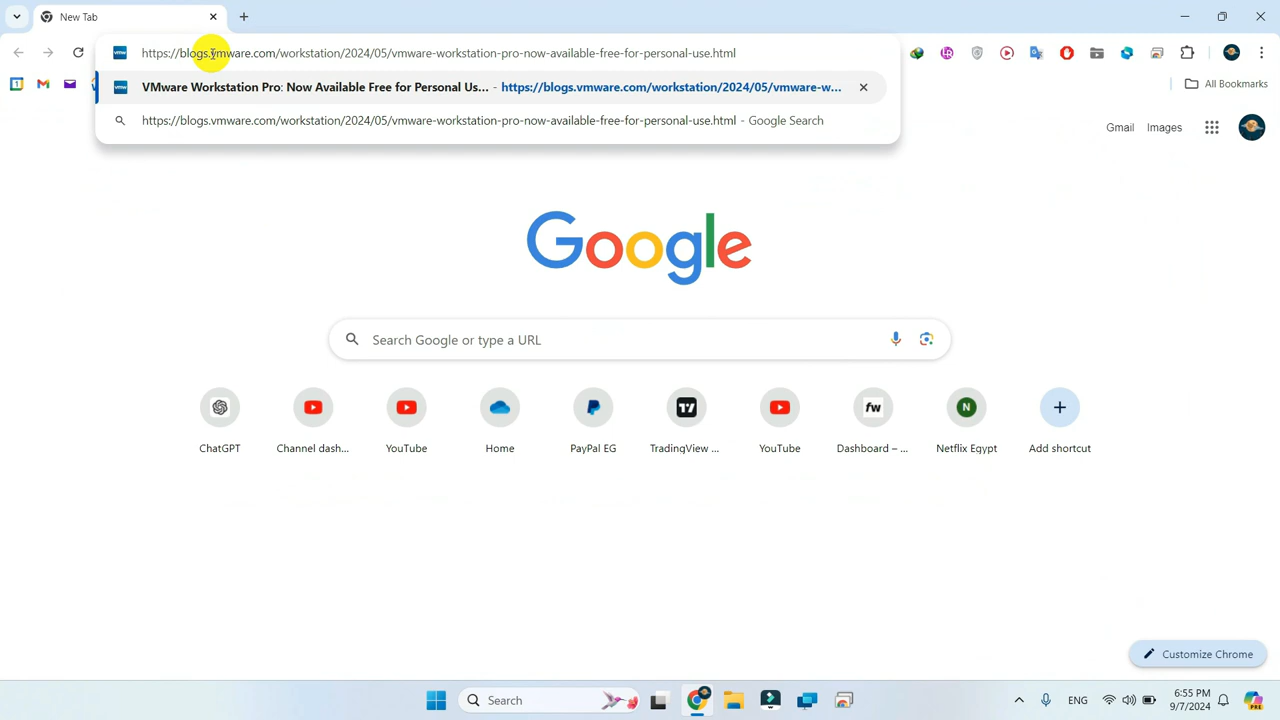 New Tab
https://blogs.vmware.com/workstation/2024/05/vmware-workstation-pro-now-available-free-for-personal-use.html
VMware Workstation Pro: Now Available Free for Personal Us... - https://blogs.vmware.com/workstation/2024/05/vmware-w...
https://blogs.vmware.com/workstation/2024/05/vmware-workstation-pro-now-available-free-for-personal-use.html - Google Search
All Bookmarks
Gmail Images
Google
Search Google or type a URL
ChatGPT Channel dash... YouTube Home PayPal EG TradingView ... YouTube Dashboard – ... Netflix Egypt Add shortcut
Customize Chrome
Search
ENG
6:55 PM
9/7/2024